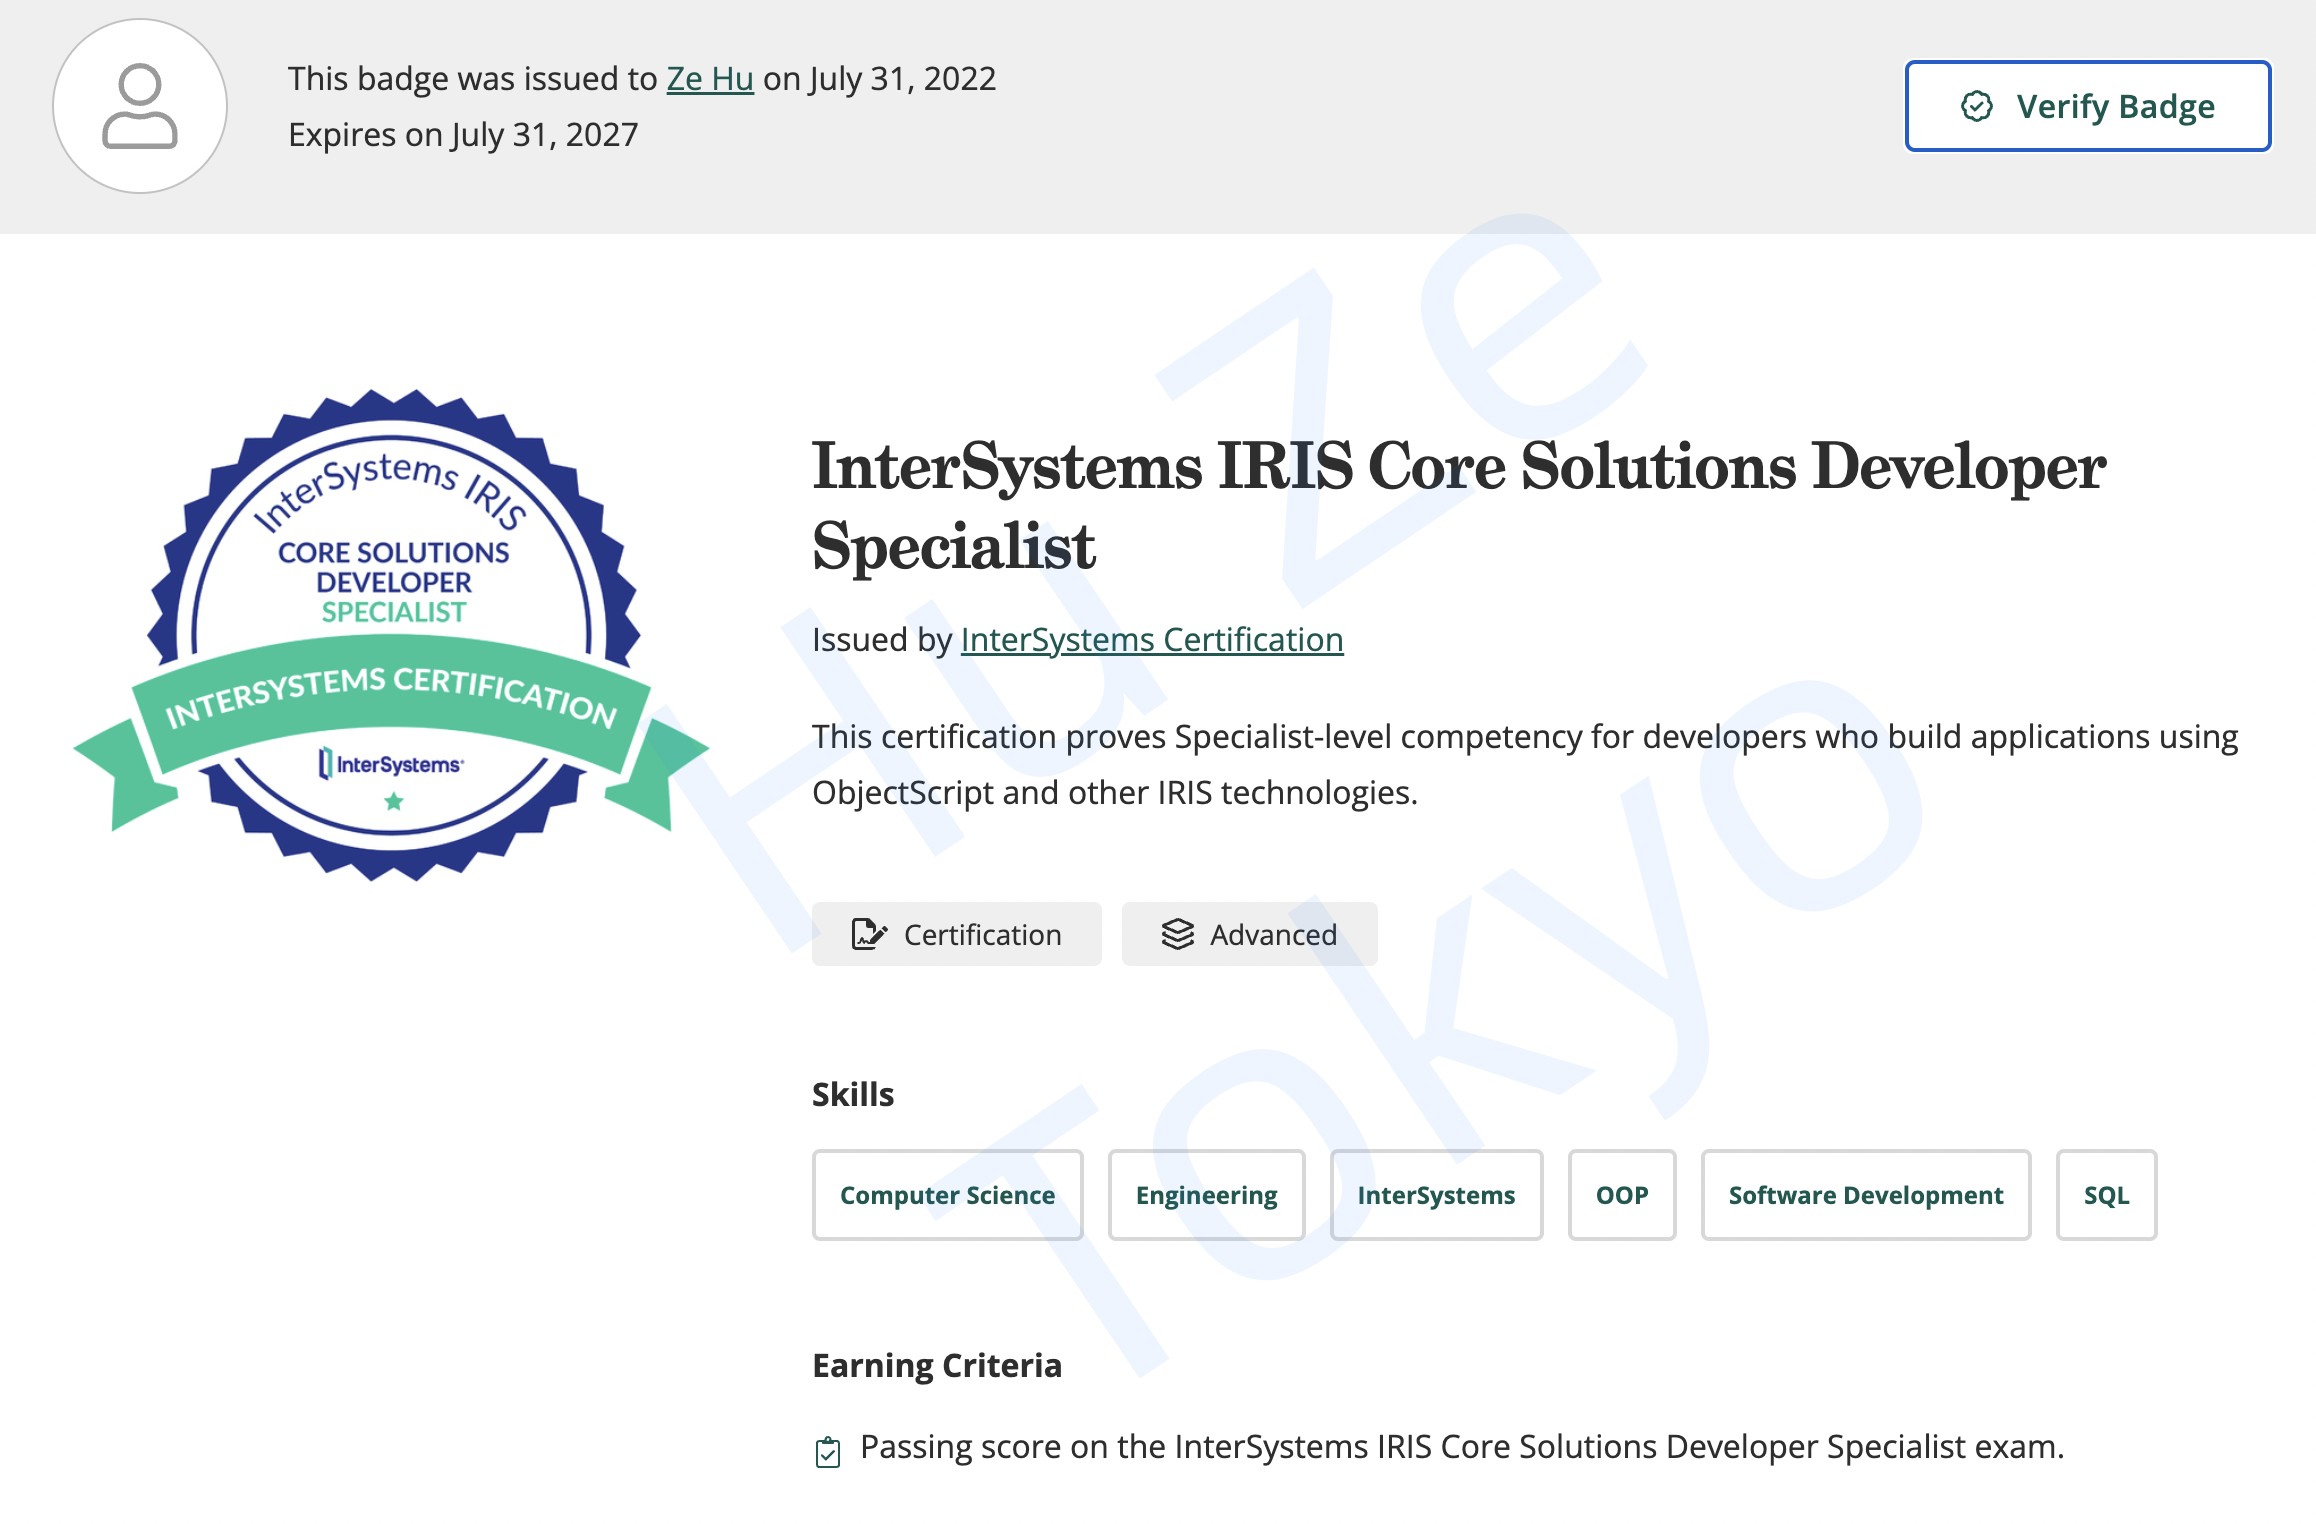 This badge was issued to Ze Hu on July 31, 2022
Expires on July 31, 2027
Verify Badge
InterSystems IRIS
CORE SOLUTIONS
DEVELOPER
SPECIALIST
INTERSYSTEMS CERTIFICATION
InterSystems
InterSystems IRIS Core Solutions Developer
Specialist
Issued by InterSystems Certification
This certification proves Specialist-level competency for developers who build applications using
ObjectScript and other IRIS technologies.
Certification
Advanced
Skills
Computer Science
Engineering
InterSystems
OOP
Software Development
SQL
Earning Criteria
Passing score on the InterSystems IRIS Core Solutions Developer Specialist exam.
Hu Ze
Tokyo